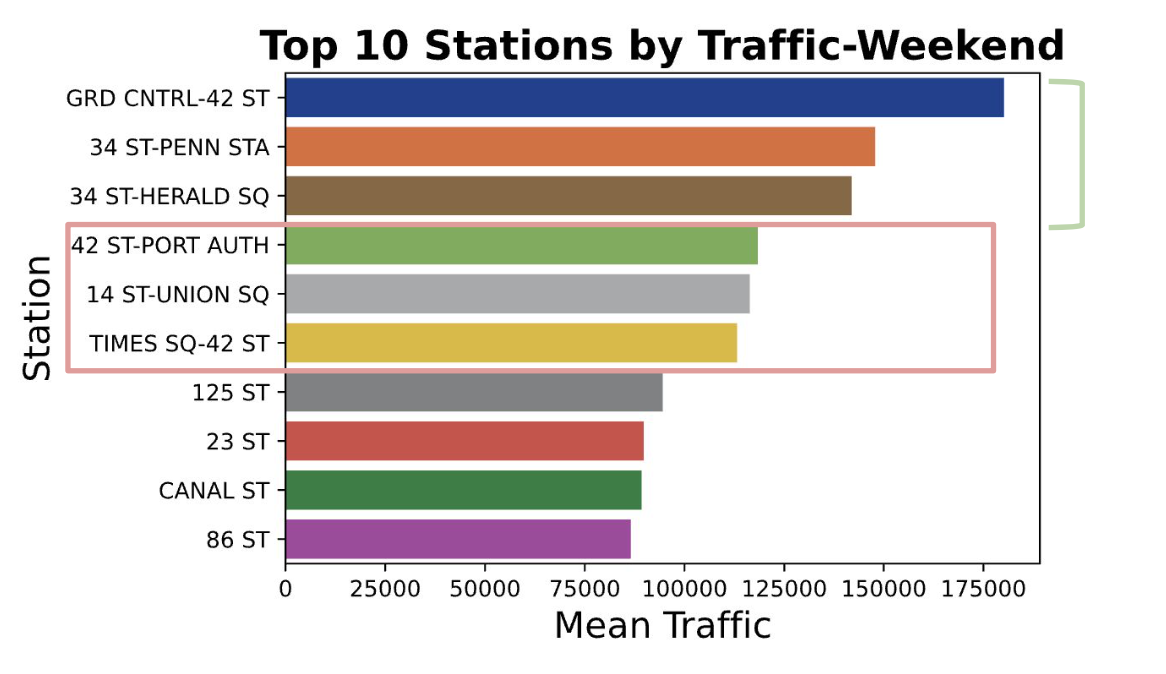 Top 10 Stations by Traffic-Weekend
GRD CNTRL-42 ST
34 ST-PENN STA
34 ST-HERALD SQ
42 ST-PORT AUTH
14 ST-UNION SQ
TIMES SQ-42 ST
125 ST
23 ST
CANAL ST
86 ST
Station
0 25000 50000 75000 100000 125000 150000 175000
Mean Traffic